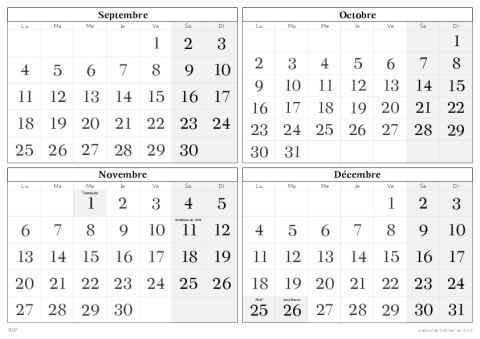 Septembre
Lu Ma Me Je Ve Sa Di
1 2 3
4 5 6 7 8 9 10
11 12 13 14 15 16 17
18 19 20 21 22 23 24
25 26 27 28 29 30
Octobre
Lu Ma Me Je Ve Sa Di
1
2 3 4 5 6 7 8
9 10 11 12 13 14 15
16 17 18 19 20 21 22
23 24 25 26 27 28 29
30 31
Novembre
Lu Ma Me Je Ve Sa Di
Toussaint
1 2 3 4 5
6 7 8 9 10 11 12
13 14 15 16 17 18 19
20 21 22 23 24 25 26
27 28 29 30
Décembre
Lu Ma Me Je Ve Sa Di
1 2 3
4 5 6 7 8 9 10
11 12 13 14 15 16 17
18 19 20 21 22 23 24
Noël
25 26 27 28 29 30 31